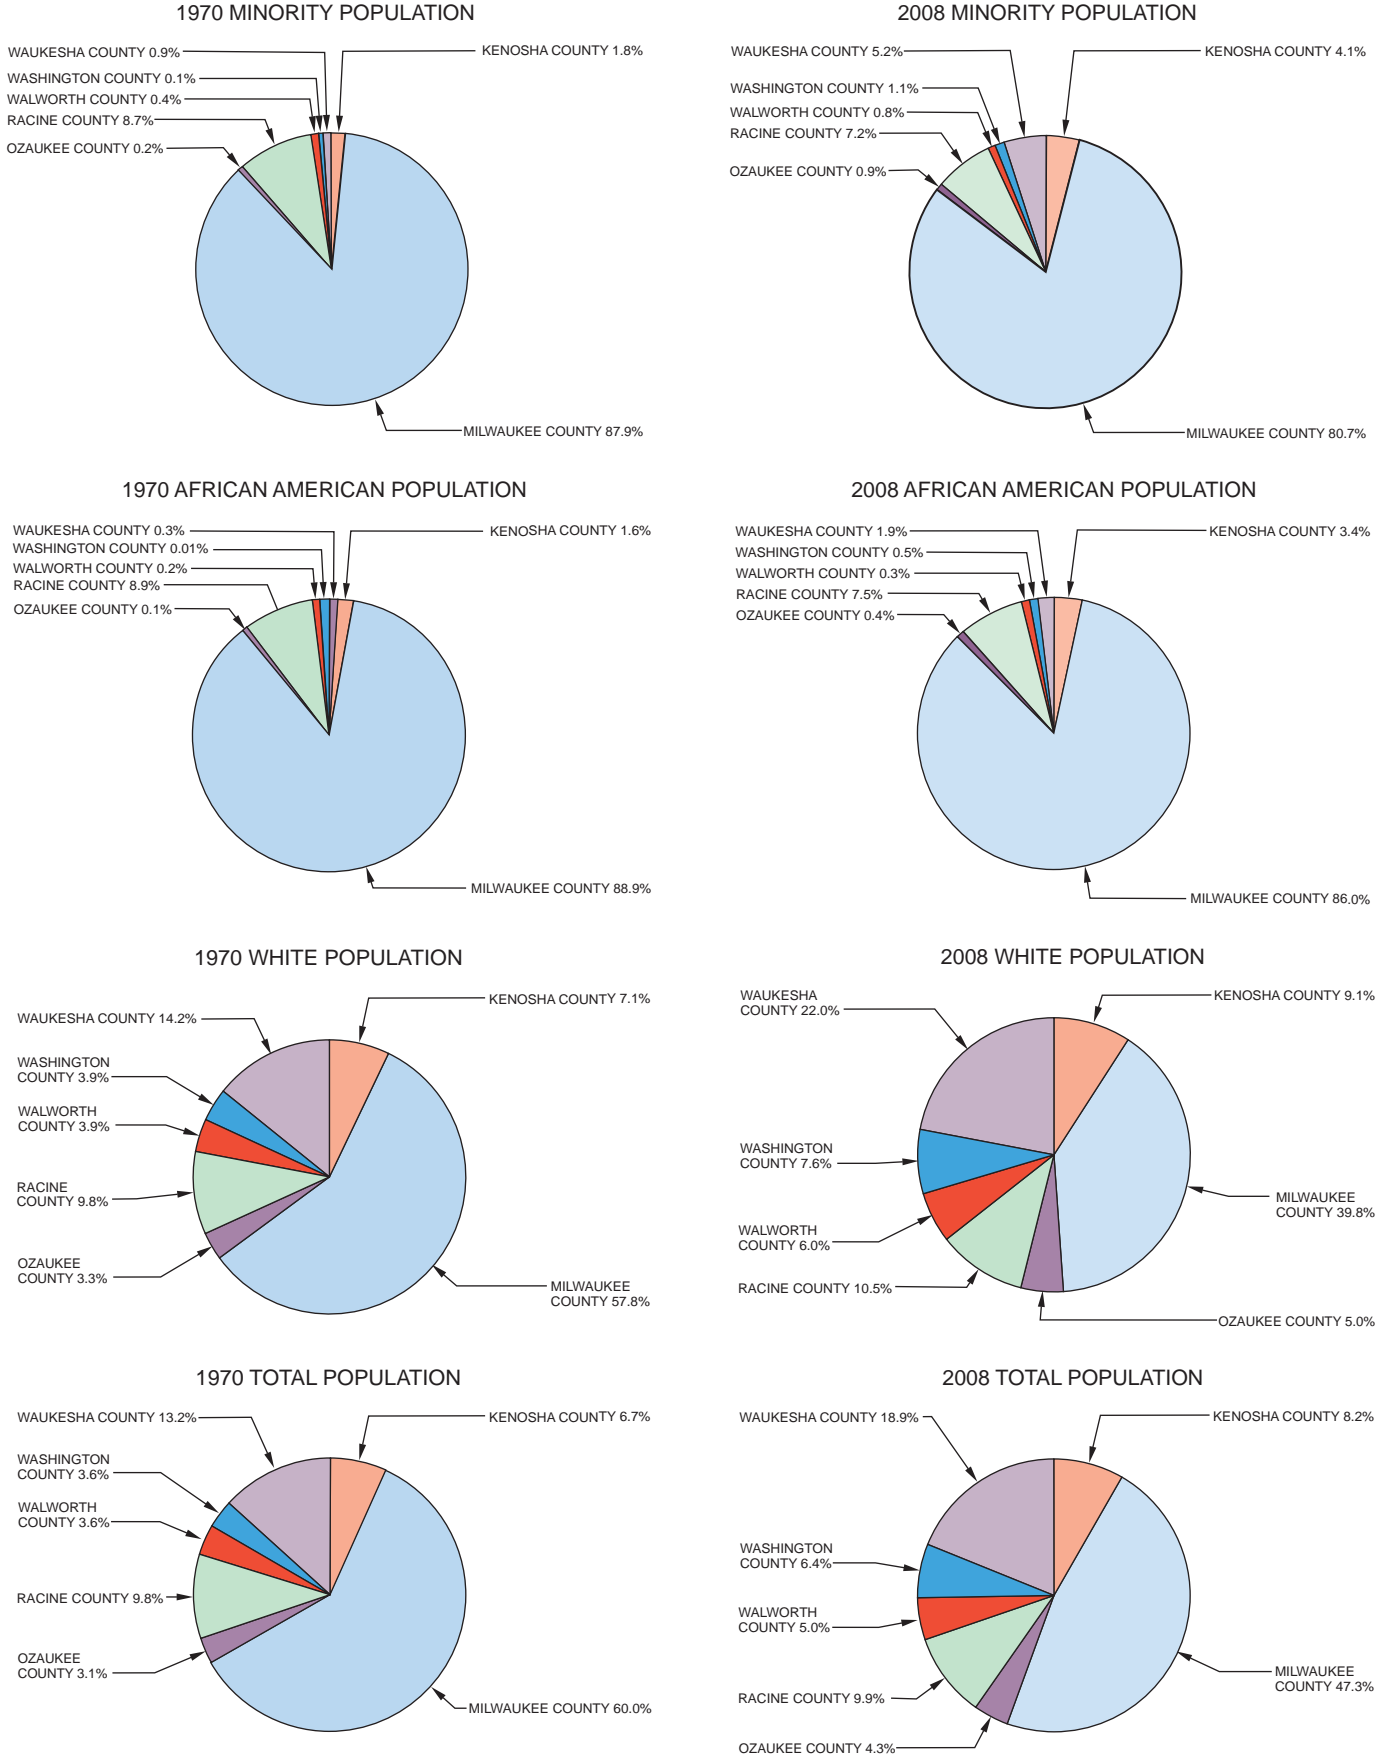 1970 MINORITY POPULATION
WAUKESHA COUNTY 0.9%
KENOSHA COUNTY 1.8%
WASHINGTON COUNTY 0.1%
WALWORTH COUNTY 0.4%
RACINE COUNTY 8.7%
OZAUKEE COUNTY 0.2%
MILWAUKEE COUNTY 87.9%
2008 MINORITY POPULATION
WAUKESHA COUNTY 5.2%
KENOSHA COUNTY 4.1%
WASHINGTON COUNTY 1.1%
WALWORTH COUNTY 0.8%
RACINE COUNTY 7.2%
OZAUKEE COUNTY 0.9%
MILWAUKEE COUNTY 80.7%
1970 AFRICAN AMERICAN POPULATION
WAUKESHA COUNTY 0.3%
KENOSHA COUNTY 1.6%
WASHINGTON COUNTY 0.01%
WALWORTH COUNTY 0.2%
RACINE COUNTY 8.9%
OZAUKEE COUNTY 0.1%
MILWAUKEE COUNTY 88.9%
2008 AFRICAN AMERICAN POPULATION
WAUKESHA COUNTY 1.9%
KENOSHA COUNTY 3.4%
WASHINGTON COUNTY 0.5%
WALWORTH COUNTY 0.3%
RACINE COUNTY 7.5%
OZAUKEE COUNTY 0.4%
MILWAUKEE COUNTY 86.0%
1970 WHITE POPULATION
KENOSHA COUNTY 7.1%
WAUKESHA COUNTY 14.2%
WASHINGTON
COUNTY 3.9%
WALWORTH
COUNTY 3.9%
RACINE
COUNTY 9.8%
OZAUKEE
COUNTY 3.3%
MILWAUKEE
COUNTY 57.8%
2008 WHITE POPULATION
WAUKESHA
COUNTY 22.0%
KENOSHA COUNTY 9.1%
WASHINGTON
COUNTY 7.6%
MILWAUKEE
COUNTY 39.8%
WALWORTH
COUNTY 6.0%
RACINE COUNTY 10.5%
OZAUKEE COUNTY 5.0%
1970 TOTAL POPULATION
WAUKESHA COUNTY 13.2%
KENOSHA COUNTY 6.7%
WASHINGTON
COUNTY 3.6%
WALWORTH
COUNTY 3.6%
RACINE COUNTY 9.8%
OZAUKEE
COUNTY 3.1%
MILWAUKEE COUNTY 60.0%
2008 TOTAL POPULATION
WAUKESHA COUNTY 18.9%
KENOSHA COUNTY 8.2%
WASHINGTON
COUNTY 6.4%
WALWORTH
COUNTY 5.0%
MILWAUKEE
COUNTY 47.3%
RACINE COUNTY 9.9%
OZAUKEE COUNTY 4.3%